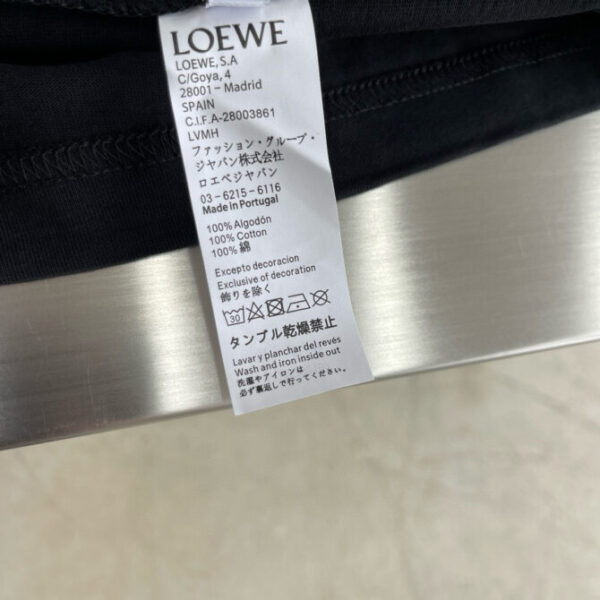 LOEWE
LOEWE, S.A
C/Goya, 4
28001 – Madrid
SPAIN
C.I.F.A-28003861
LVMH
ファッション・グループ・
ジャパン株式会社
ロエベジャパン
03 – 6215 – 6116
Made in Portugal
100% Algodón
100% Cotton
100% 綿
Excepto decoracion
Exclusive of decoration
飾りを除く
30
タンブル乾燥禁止
Lavar y planchar del revés
Wash and iron inside out
洗濯やアイロンは
必ず裏返しで行ってください。